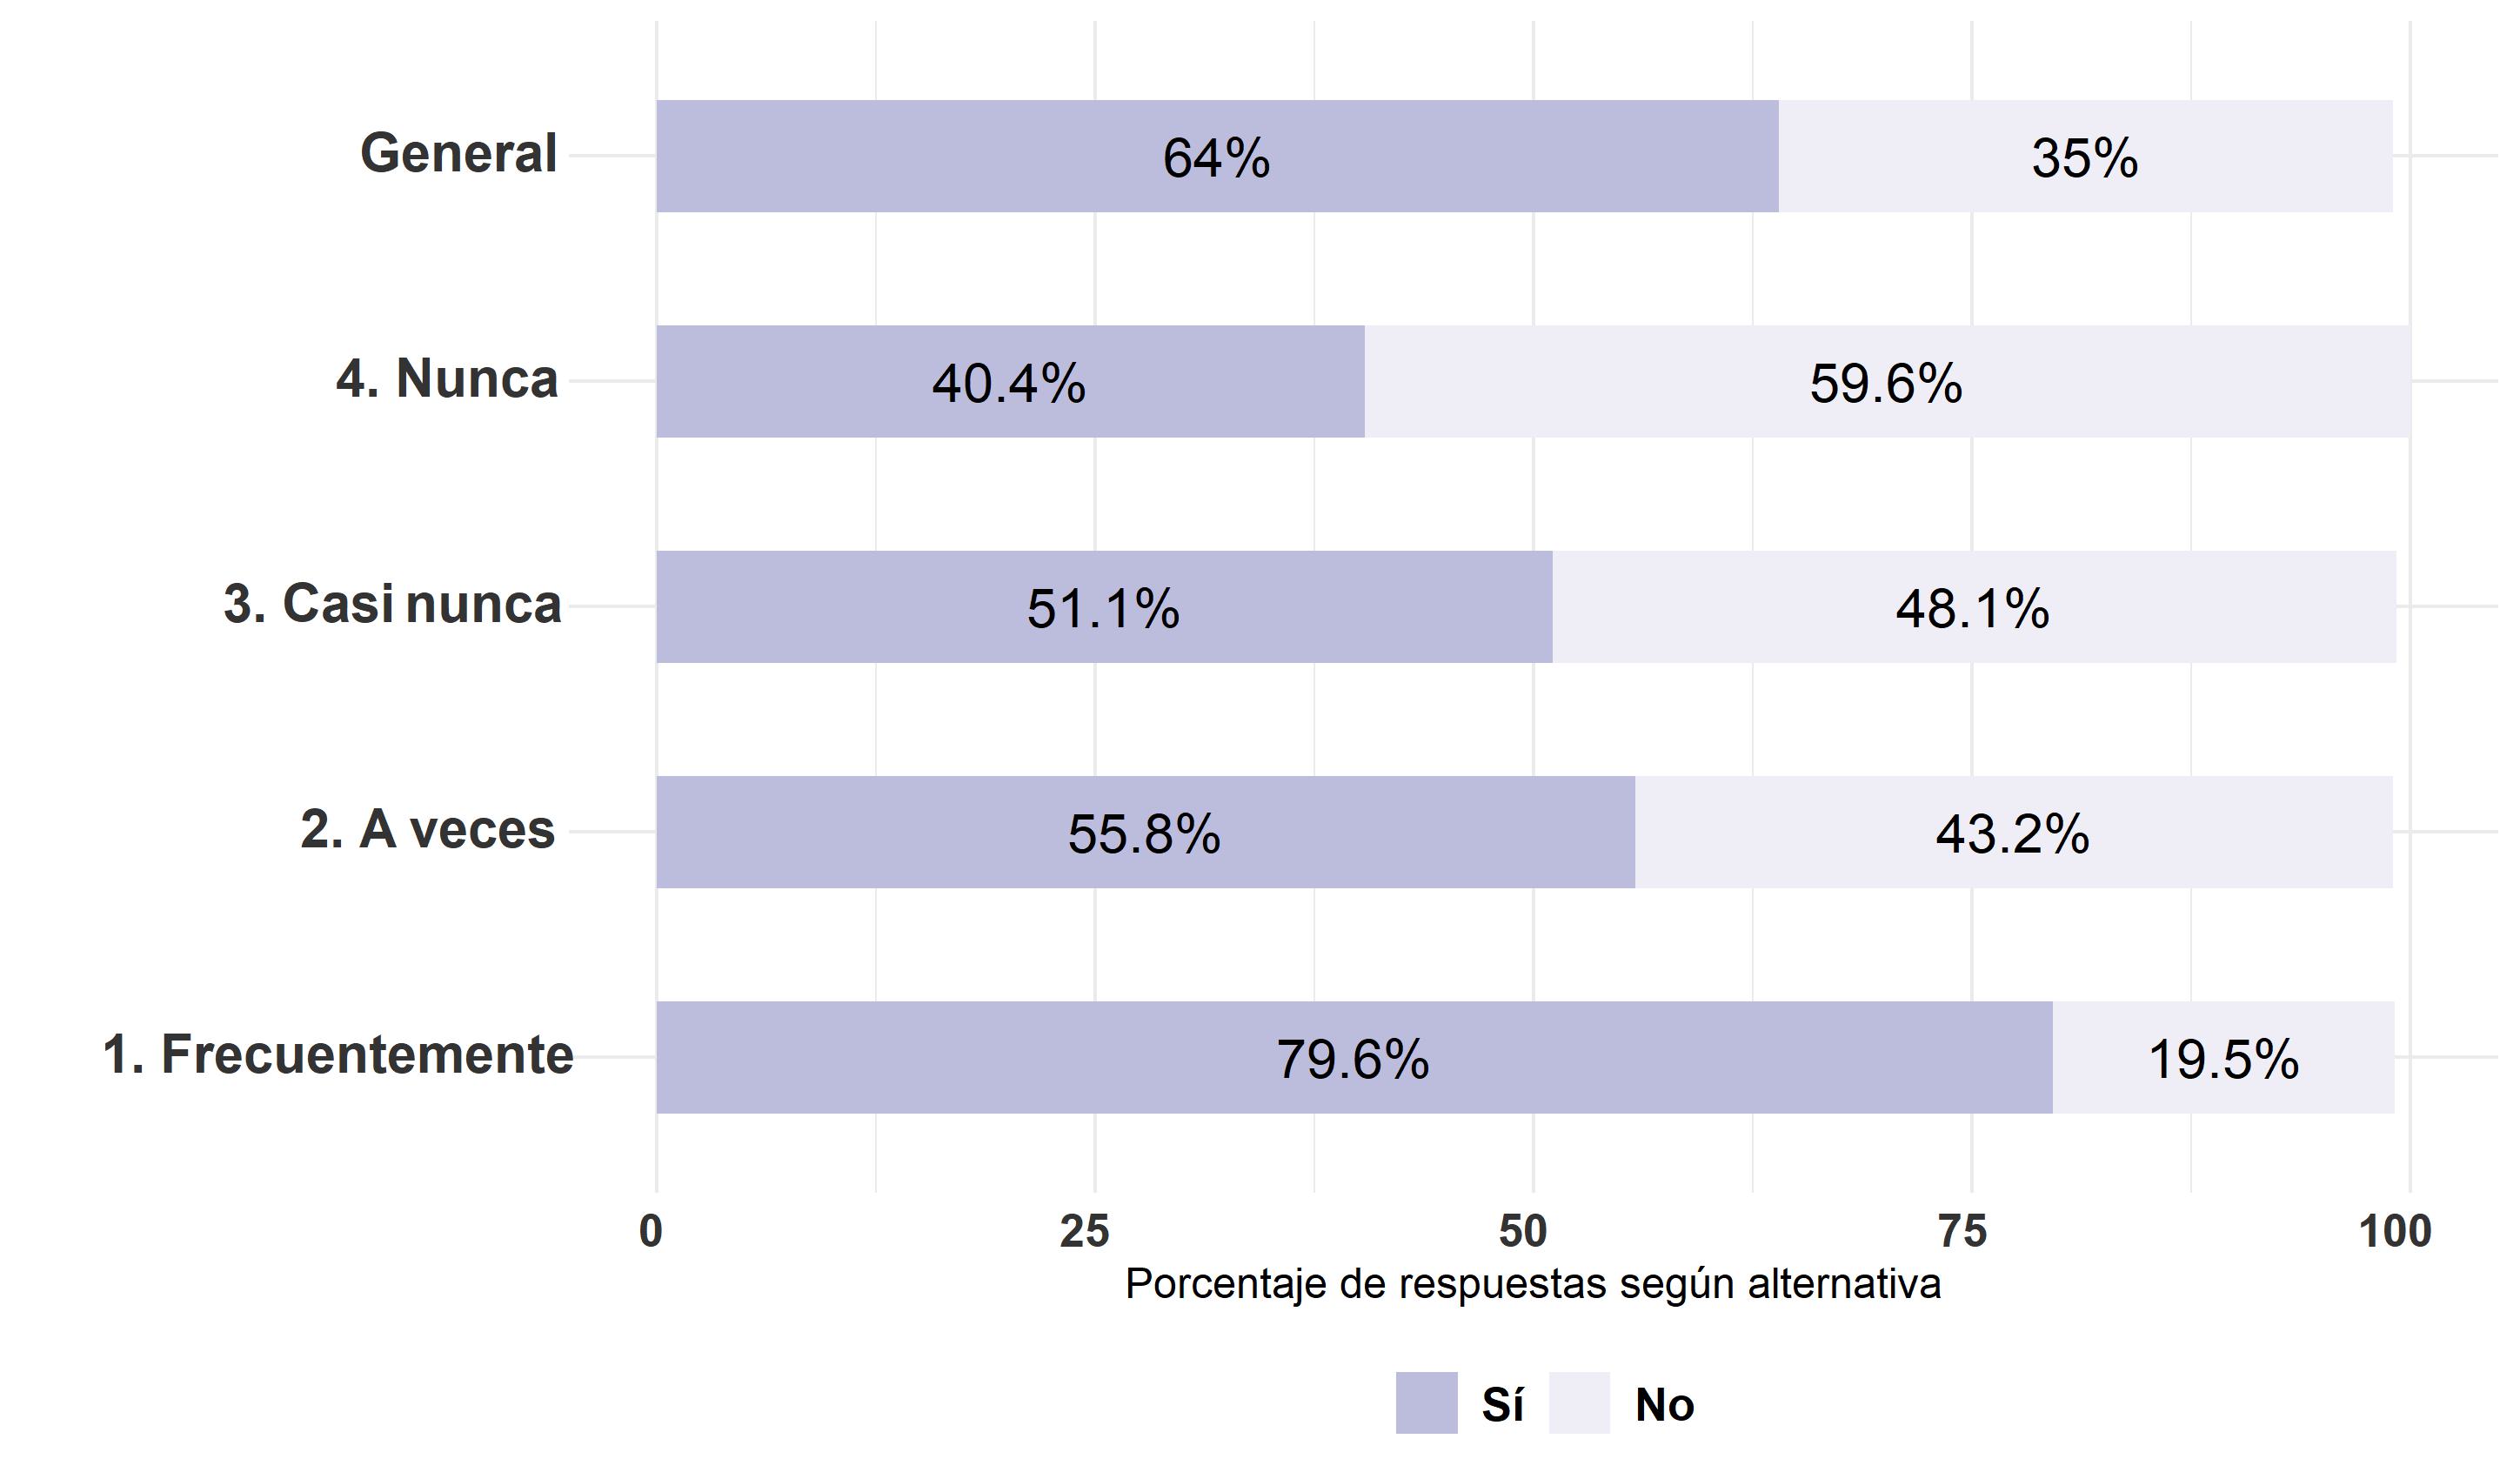 General 64% 35%
4. Nunca 40.4% 59.6%
3. Casi nunca 51.1% 48.1%
2. A veces 55.8% 43.2%
1. Frecuentemente 79.6% 19.5%
0 25 50 75 100
Porcentaje de respuestas según alternativa
Sí No